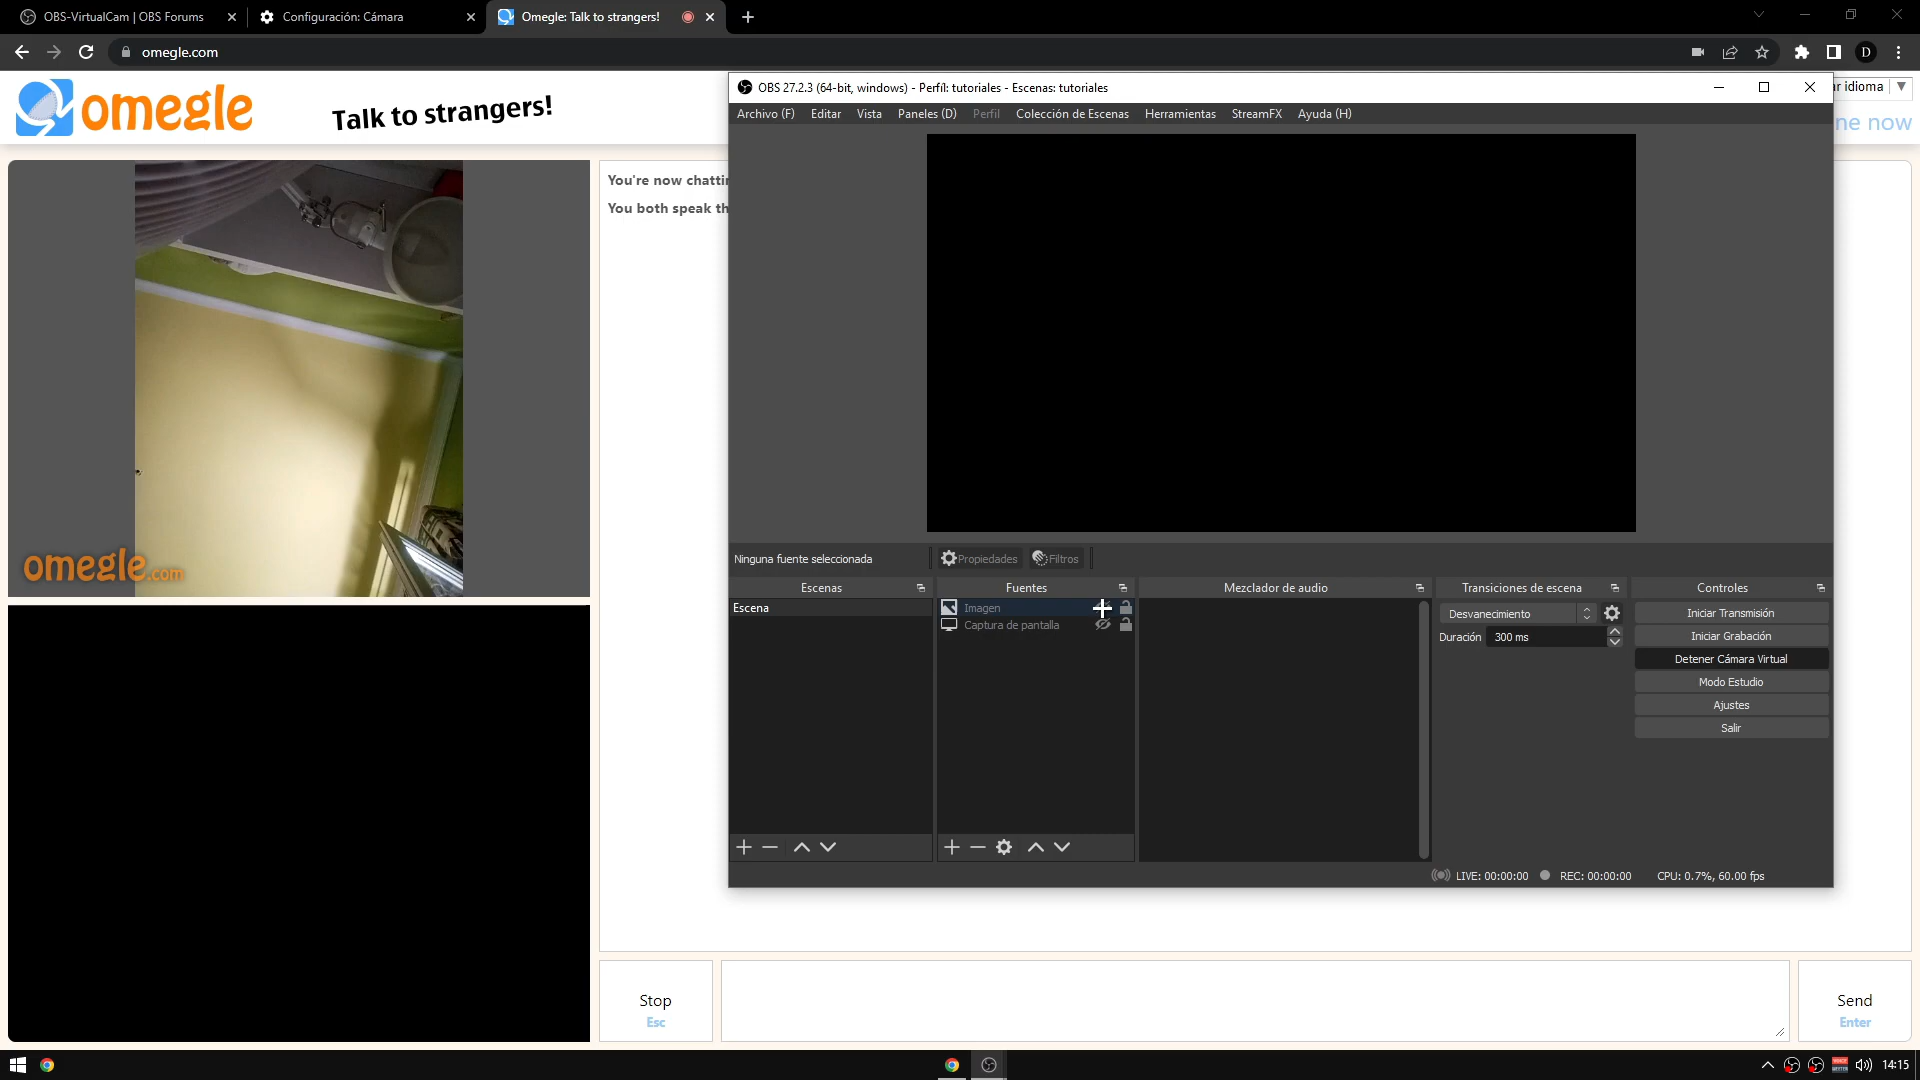 OBS-VirtualCam | OBS Forums
Configuración: Cámara
Omegle: Talk to strangers!
omegle.com
D
omegle
Talk to strangers!
ar idioma
ne now
OBS 27.2.3 (64-bit, windows) - Perfil: tutoriales - Escenas: tutoriales
Archivo (F) Editar Vista Paneles (D) Perfil Colección de Escenas Herramientas StreamFX Ayuda (H)
You're now chattin
You both speak th
omegle.com
Ninguna fuente seleccionada
Propiedades
Filtros
Escenas
Fuentes
Mezclador de audio
Transiciones de escena
Controles
Escena
Imagen
Captura de pantalla
Desvanecimiento
Duración 300 ms
Iniciar Transmisión
Iniciar Grabación
Detener Cámara Virtual
Modo Estudio
Ajustes
Salir
LIVE: 00:00:00
REC: 00:00:00
CPU: 0.7%, 60.00 fps
Stop
Esc
Send
Enter
14:15